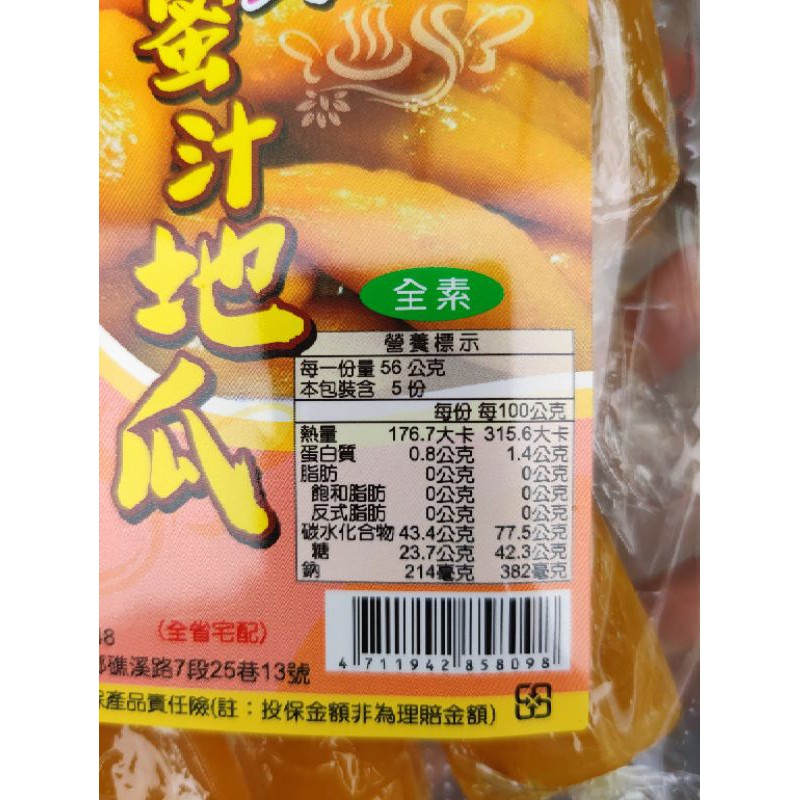 蜜汁地瓜
全素
營養標示
每一份量 56 公克
本包裝含 5 份
每份 每100公克
熱量 176.7大卡 315.6大卡
蛋白質 0.8公克 1.4公克
脂肪 0公克 0公克
飽和脂肪 0公克 0公克
反式脂肪 0公克 0公克
碳水化合物 43.4公克 77.5公克
糖 23.7公克 42.3公克
鈉 214毫克 382毫克
48 (全省宅配)
鄉礁溪路7段25巷13號
4 711942 858098
保產品責任險(註：投保金額非為理賠金額)